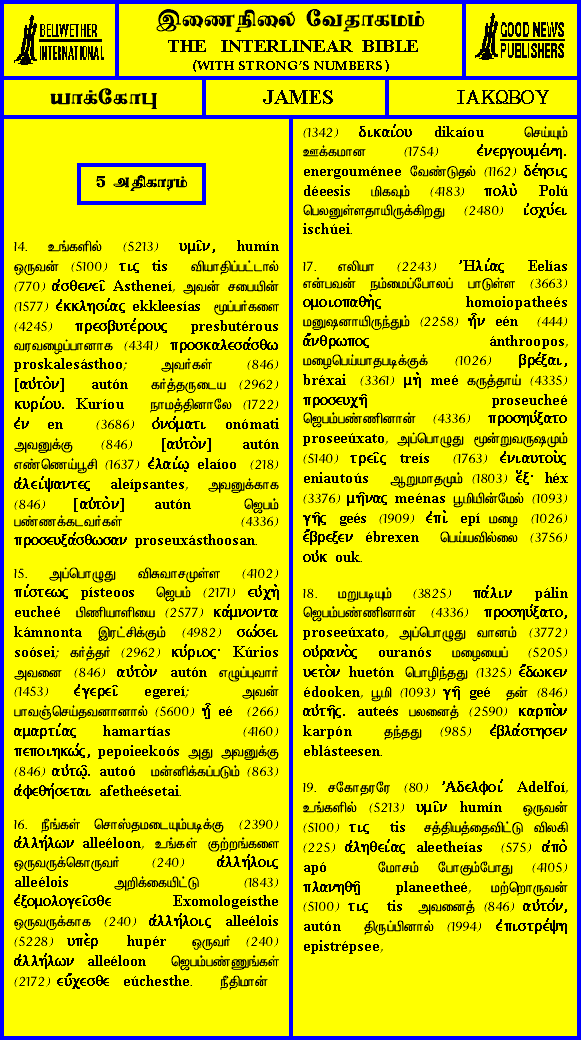 BELLWETHER
INTERNATIONAL
இணைநிலை வேதாகமம்
THE INTERLINEAR BIBLE
(WITH STRONG'S NUMBERS)
GOOD NEWS
PUBLISHERS
யாக்கோபு
JAMES
ΙΑΚΩΒΟΥ
5 அதிகாரம்
14. உங்களில் (5213) υμῖν, humín
ஒருவன் (5100) τις tis வியாதிப்பட்டால்
(770) ἀσθενεῖ Astheneí, அவன் சபையின்
(1577) ἐκκλησίας ekkleesías மூப்பர்களை
(4245) πρεσβυτέρους presbutérous
வரவழைப்பானாக (4341) προσκαλεσάσθω
proskalesásthoo; அவர்கள் (846)
[αὐτὸν] autón கர்த்தருடைய (2962)
κυρίου. Kuríou நாமத்தினாலே (1722)
ἐν en (3686) ὀνόματι onómati
அவனுக்கு (846) [αὐτὸν] autón
எண்ணெய்பூசி (1637) ἐλαίῳ elaíoo (218)
ἀλείψαντες aleípsantes, அவனுக்காக
(846) [αὐτὸν] autón ஜெபம்
பண்ணக்கடவர்கள் (4336)
προσευξάσθωσαν proseuxásthoosan.
15. அப்பொழுது விசுவாசமுள்ள (4102)
πίστεως písteoos ஜெபம் (2171) εὐχὴ
eucheé பிணியாளியை (2577) κάμνοντα
kámnonta இரட்சிக்கும் (4982) σώσει
soósei; கர்த்தர் (2962) κύριος· Kúrios
அவனை (846) αὐτὸν autón எழுப்புவார்
(1453) ἐγερεῖ egereí; அவன்
பாவஞ்செய்தவனானால் (5600) ᾖ eé (266)
αμαρτίας hamartías (4160)
πεποιηκώς, pepoieekoós அது அவனுக்கு
(846) αὐτῷ. autoó மன்னிக்கப்படும் (863)
ἀφεθήσεται afetheésetai.
16. நீங்கள் சொஸ்தமடையும்படிக்கு (2390)
ἀλλήλων alleéloon, உங்கள் குற்றங்களை
ஒருவருக்கொருவர் (240) ἀλλήλοις
alleélois அறிக்கையிட்டு (1843)
ἐξομολογεῖσθε Exomologeísthe
ஒருவருக்காக (240) ἀλλήλοις alleélois
(5228) υπὲρ hupér ஒருவர் (240)
ἀλλήλων alleéloon ஜெபம்பண்ணுங்கள்
(2172) εὔχεσθε eúchesthe. நீதிமான்
(1342) δικαίου dikaíou செய்யும்
ஊக்கமான (1754) ἐνεργουμένη.
energouménee வேண்டுதல் (1162) δέησις
déeesis மிகவும் (4183) πολὺ Polú
பெலனுள்ளதாயிருக்கிறது (2480) ἰσχύει
ischúei.
17. எலியா (2243) Ἠλίας Eelías
என்பவன் நம்மைப்போலப் பாடுள்ள (3663)
ομοιοπαθὴς homoiopatheés
மனுஷனாயிருந்தும் (2258) ἦν eén (444)
ἄνθρωπος ánthroopos,
மழைபெய்யாதபடிக்குக் (1026) βρέξαι,
bréxai (3361) μὴ meé கருத்தாய் (4335)
προσευχῇ proseucheé
ஜெபம்பண்ணினான் (4336) προσηύξατο
proseeúxato, அப்பொழுது மூன்றுவருஷமும்
(5140) τρεῖς treís (1763) ἐνιαυτοὺς
eniautoús ஆறுமாதமும் (1803) ἕξ· héx
(3376) μῆνας meénas பூமியின்மேல் (1093)
γῆς geés (1909) ἐπὶ epí மழை (1026)
ἔβρεξεν ébrexen பெய்யவில்லை (3756)
οὐκ ouk.
18. மறுபடியும் (3825) πάλιν pálin
ஜெபம்பண்ணினான் (4336) προσηύξατο,
proseeúxato, அப்பொழுது வானம் (3772)
οὐρανὸς ouranós மழையைப் (5205)
υετὸν huetón பொழிந்தது (1325) ἔδωκεν
édooken, பூமி (1093) γῆ geé தன் (846)
αὐτῆς. auteés பலனைத் (2590) καρπὸν
karpón தந்தது (985) ἐβλάστησεν
eblásteesen.
19. சகோதரரே (80) Ἀδελφοί Adelfoí,
உங்களில் (5213) υμῖν humín ஒருவன்
(5100) τις tis சத்தியத்தைவிட்டு விலகி
(225) ἀληθείας aleetheías (575) ἀπὸ
apó மோசம் போகும்போது (4105)
πλανηθῇ planeetheé, மற்றொருவன்
(5100) τις tis அவனைத் (846) αὐτόν,
autón திருப்பினால் (1994) ἐπιστρέψῃ
epistrépsee,